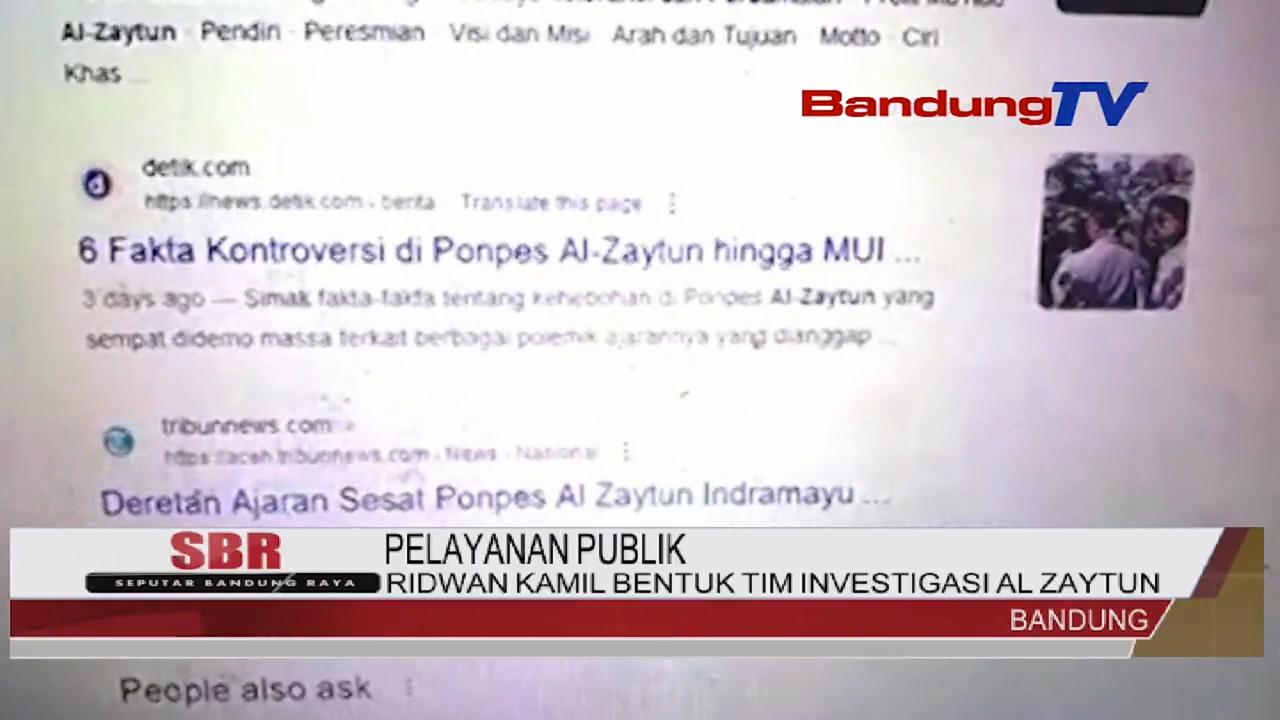 Al-Zaytun · Pendin · Peresmian · Visi dan Misi · Arah dan Tujuan · Motto · Ciri
Khas ...
BandungTV
detik.com
https://news.detik.com › berita Translate this page
6 Fakta Kontroversi di Ponpes Al-Zaytun hingga MUI ...
3 days ago — Simak fakta-fakta tentang kehebohan di Ponpes Al-Zaytun yang
sempat didemo massa terkait berbagai polemik ajarannya yang dianggap ...
tribunnews.com
https://aceh.tribunnews.com › News › Nasional
Deretan Ajaran Sesat Ponpes Al Zaytun Indramayu ...
SBR
SEPUTAR BANDUNG RAYA
PELAYANAN PUBLIK
RIDWAN KAMIL BENTUK TIM INVESTIGASI AL ZAYTUN
BANDUNG
People also ask